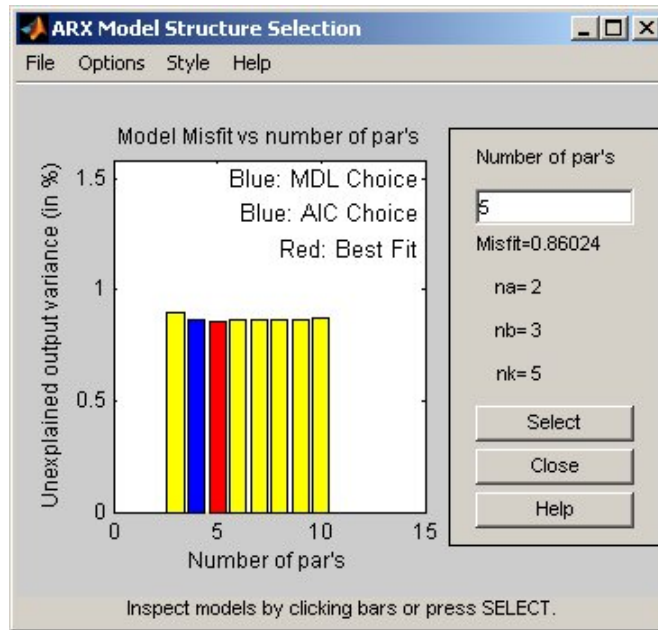 ARX Model Structure Selection
File Options Style Help
Model Misfit vs number of par's
Unexplained output variance (in %)
1.5
1
0.5
0
Blue: MDL Choice
Blue: AIC Choice
Red: Best Fit
0 5 10 15
Number of par's
Number of par's
5
Misfit=0.86024
na= 2
nb= 3
nk= 5
Select
Close
Help
Inspect models by clicking bars or press SELECT.